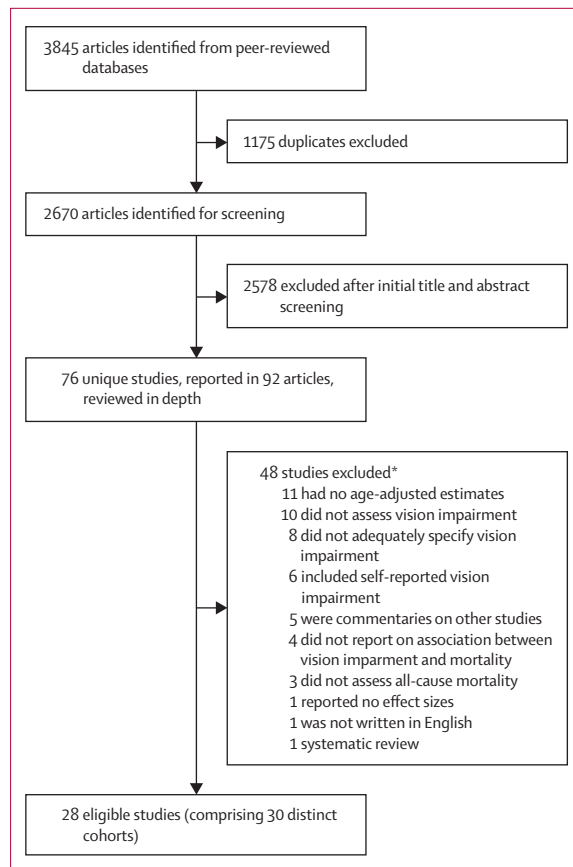 3845 articles identified from peer-reviewed
databases
1175 duplicates excluded
2670 articles identified for screening
2578 excluded after initial title and abstract
screening
76 unique studies, reported in 92 articles,
reviewed in depth
48 studies excluded*
11 had no age-adjusted estimates
10 did not assess vision impairment
8 did not adequately specify vision
impairment
6 included self-reported vision
impairment
5 were commentaries on other studies
4 did not report on association between
vision imparment and mortality
3 did not assess all-cause mortality
1 reported no effect sizes
1 was not written in English
1 systematic review
28 eligible studies (comprising 30 distinct
cohorts)